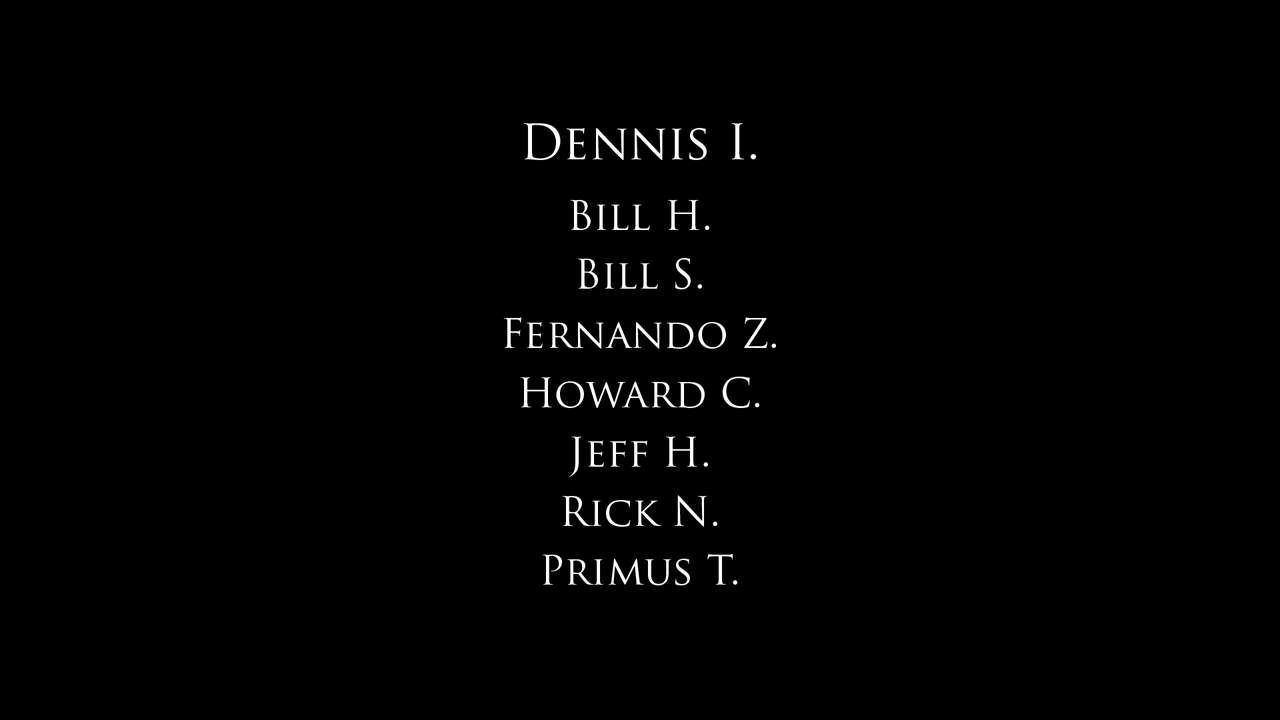 Dennis I.
Bill H.
Bill S.
Fernando Z.
Howard C.
Jeff H.
Rick N.
Primus T.